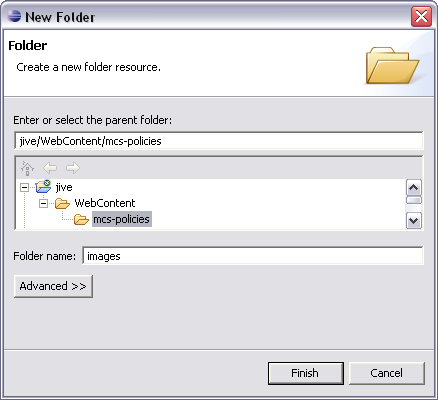 New Folder
Folder
Create a new folder resource.
Enter or select the parent folder:
jive/WebContent/mcs-policies
jive
WebContent
mcs-policies
Folder name: images
Advanced >>
Finish Cancel